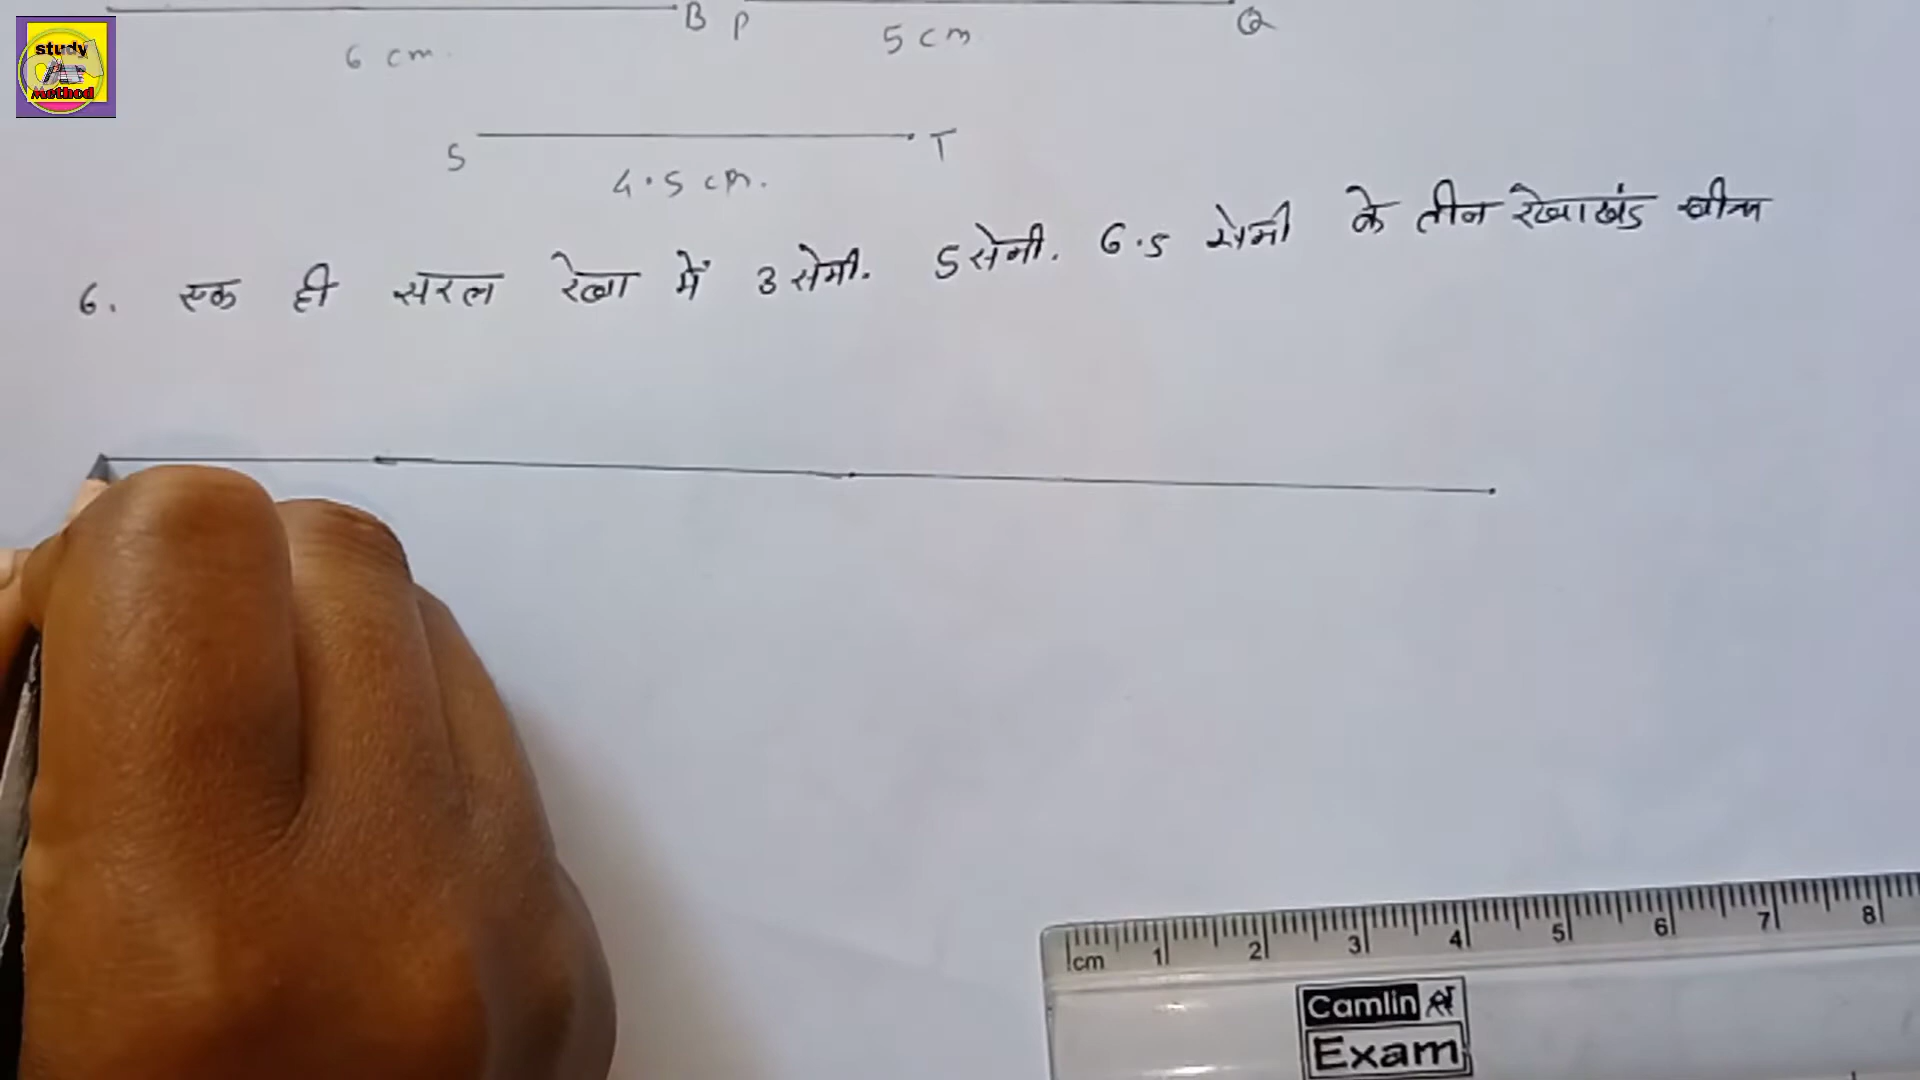 study
Method
B P Q
6 cm. 5 cm
S T
4.5 cm.
6. एक ही सरल रेखा में 3 सेमी. 5 सेमी. 6.5 सेमी के तीन रेखाखंड खीचा
cm 1 2 3 4 5 6 7 8
Camlin
Exam